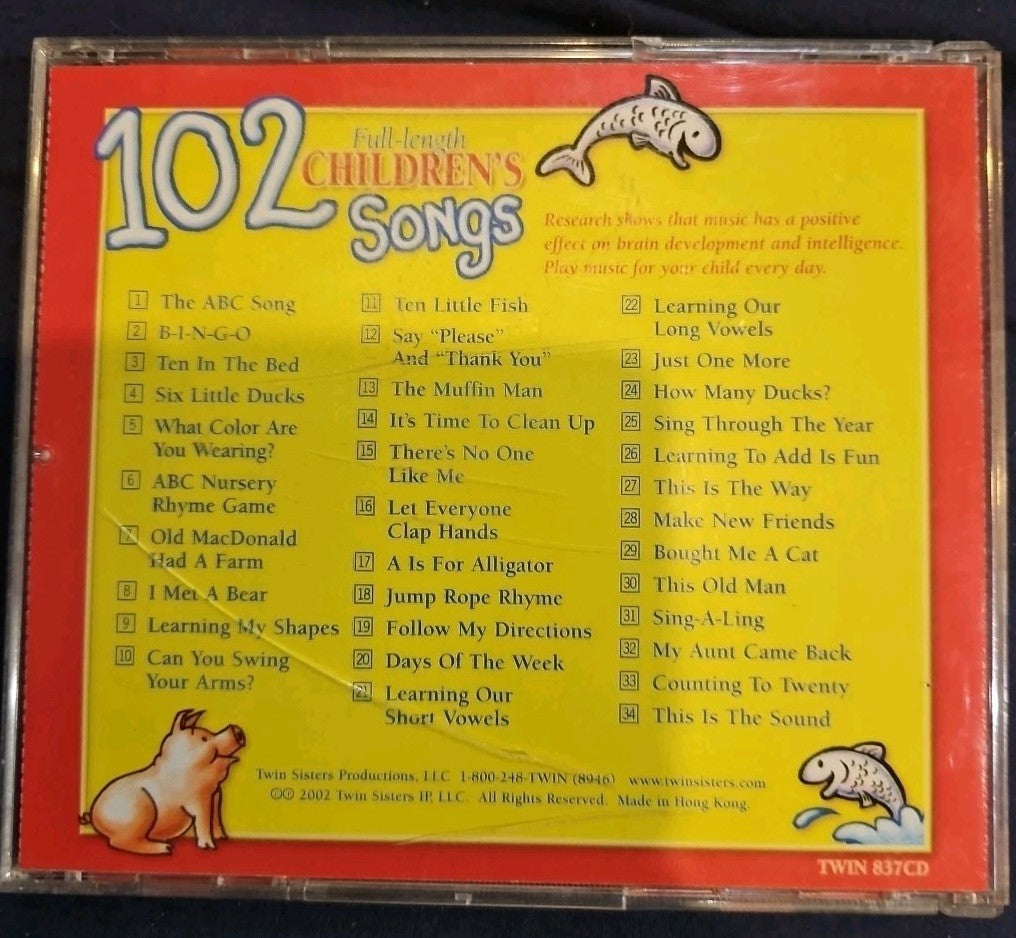 102
Full-length
CHILDREN'S
SONGS
Research shows that music has a positive
effect on brain development and intelligence.
Play music for your child every day.
1 The ABC Song
2 B-I-N-G-O
3 Ten In The Bed
4 Six Little Ducks
5 What Color Are
You Wearing?
6 ABC Nursery
Rhyme Game
7 Old MacDonald
Had A Farm
8 I Met A Bear
9 Learning My Shapes
10 Can You Swing
Your Arms?
11 Ten Little Fish
12 Say "Please"
And "Thank You"
13 The Muffin Man
14 It's Time To Clean Up
15 There's No One
Like Me
16 Let Everyone
Clap Hands
17 A Is For Alligator
18 Jump Rope Rhyme
19 Follow My Directions
20 Days Of The Week
21 Learning Our
Short Vowels
22 Learning Our
Long Vowels
23 Just One More
24 How Many Ducks?
25 Sing Through The Year
26 Learning To Add Is Fun
27 This Is The Way
28 Make New Friends
29 Bought Me A Cat
30 This Old Man
31 Sing-A-Ling
32 My Aunt Came Back
33 Counting To Twenty
34 This Is The Sound
Twin Sisters Productions, LLC 1-800-248-TWIN (8946) www.twinsisters.com
©℗ 2002 Twin Sisters IP, LLC. All Rights Reserved. Made in Hong Kong.
TWIN 837CD